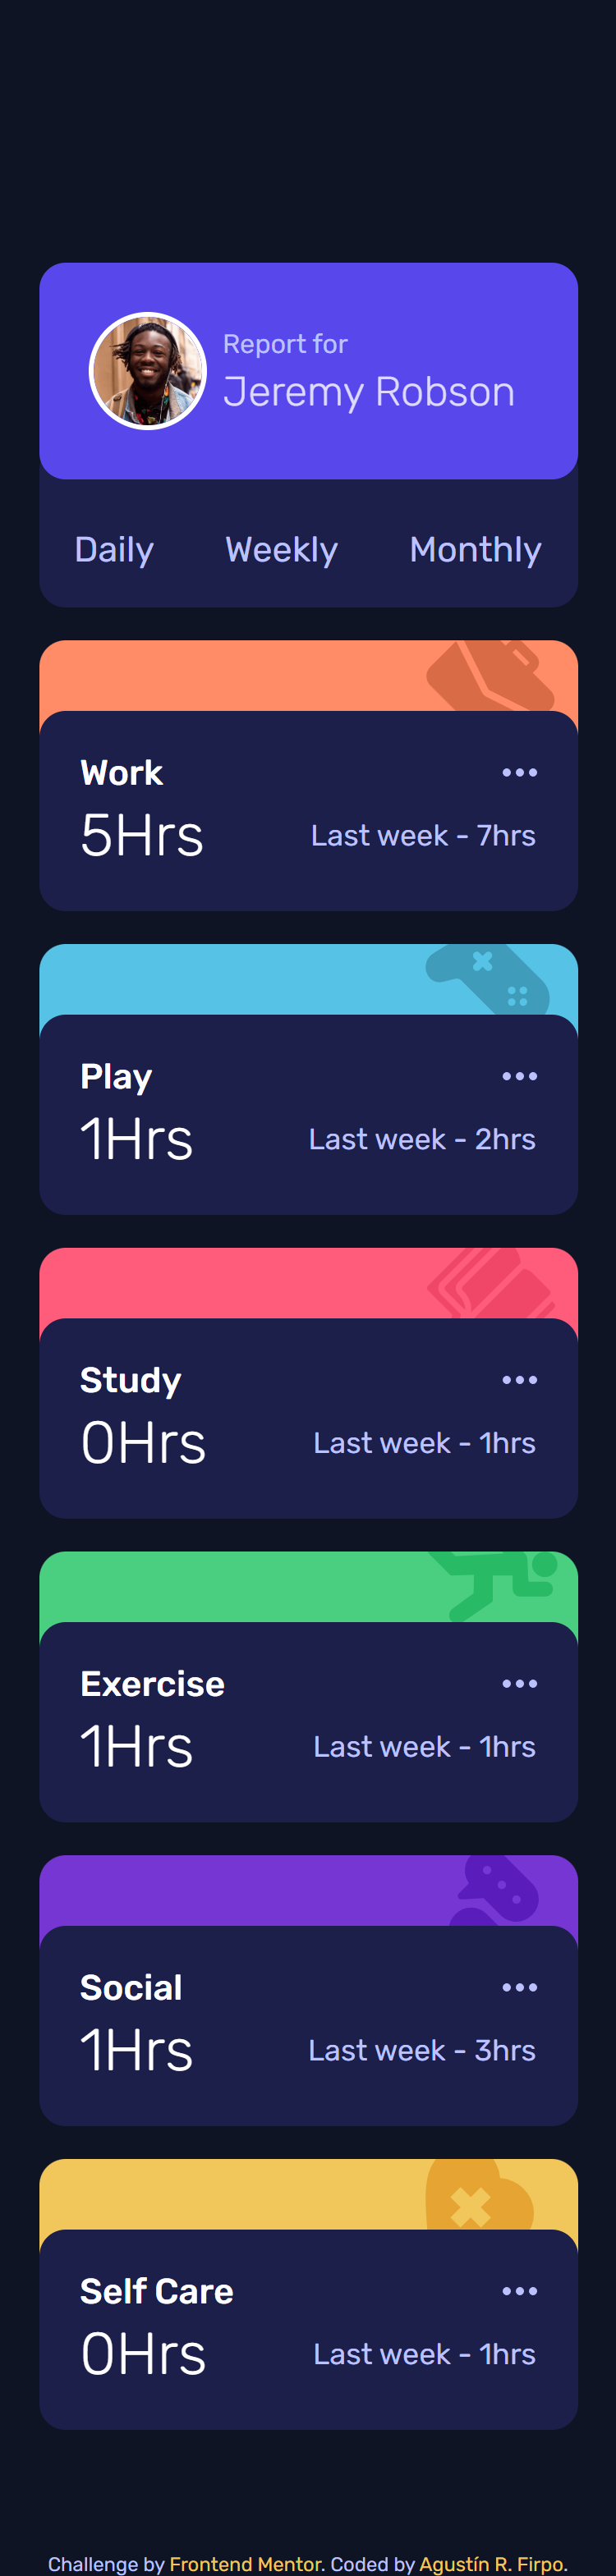 Report for
Jeremy Robson
Daily Weekly Monthly
Work
5Hrs Last week - 7hrs
Play
1Hrs Last week - 2hrs
Study
0Hrs Last week - 1hrs
Exercise
1Hrs Last week - 1hrs
Social
1Hrs Last week - 3hrs
Self Care
0Hrs Last week - 1hrs
Challenge by Frontend Mentor. Coded by Agustín R. Firpo.